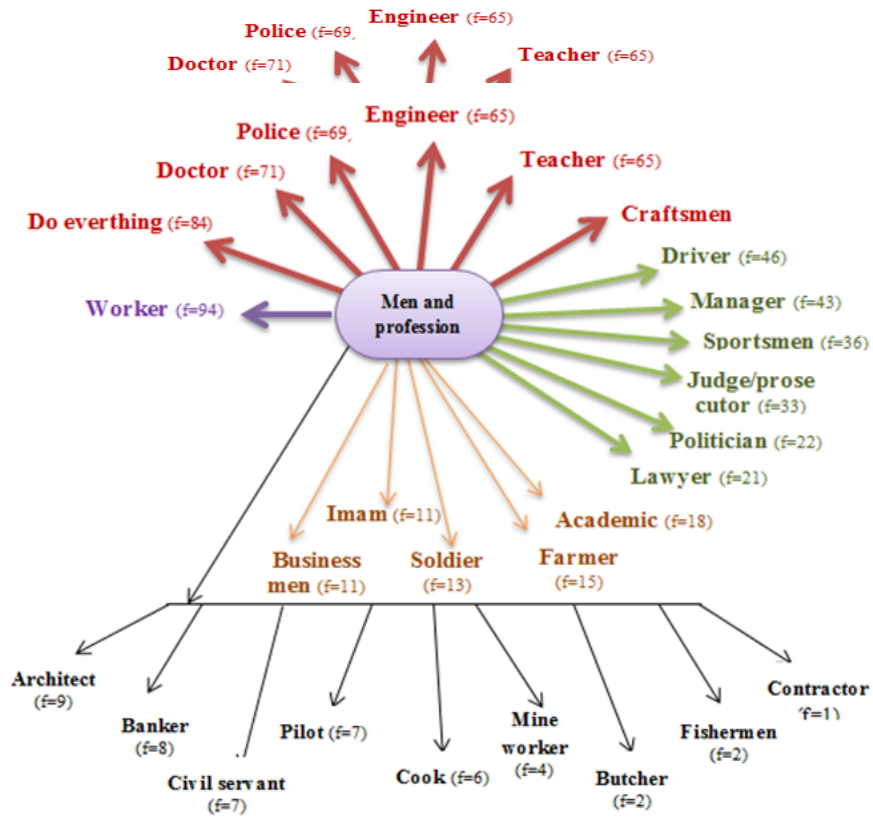 Engineer (f=65)
Police (f=69,
Teacher (f=65)
Doctor (f=71)
Engineer (f=65)
Police (f=69,
Teacher (f=65)
Doctor (f=71)
Craftsmen
Do everthing (f=84)
Driver (f=46)
Men and
profession
Worker (f=94)
Manager (f=43)
Sportsmen (f=36)
Judge/prose
cutor (f=33)
Politician (f=22)
Lawyer (f=21)
Imam (f=11)
Academic (f=18)
Business
men (f=11)
Soldier
(f=13)
Farmer
(f=15)
Architect
(f=9)
Banker
(f=8)
Civil servant
(f=7)
Pilot (f=7)
Cook (f=6)
Mine
worker
(f=4)
Butcher
(f=2)
Fishermen
(f=2)
Contractor
(f=1)